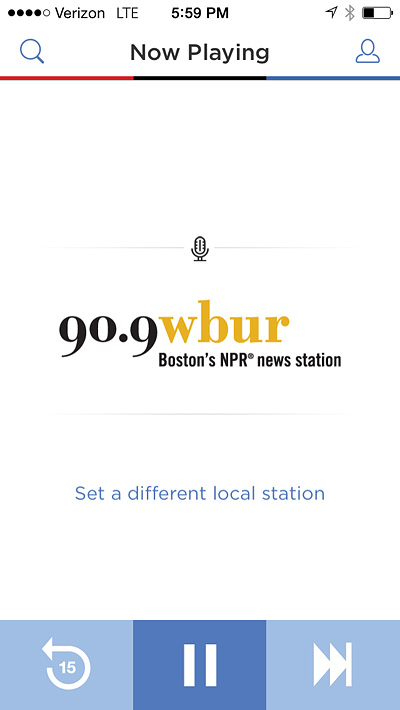 Verizon LTE 5:59 PM
Now Playing
90.9wbur
Boston's NPR® news station
Set a different local station
15